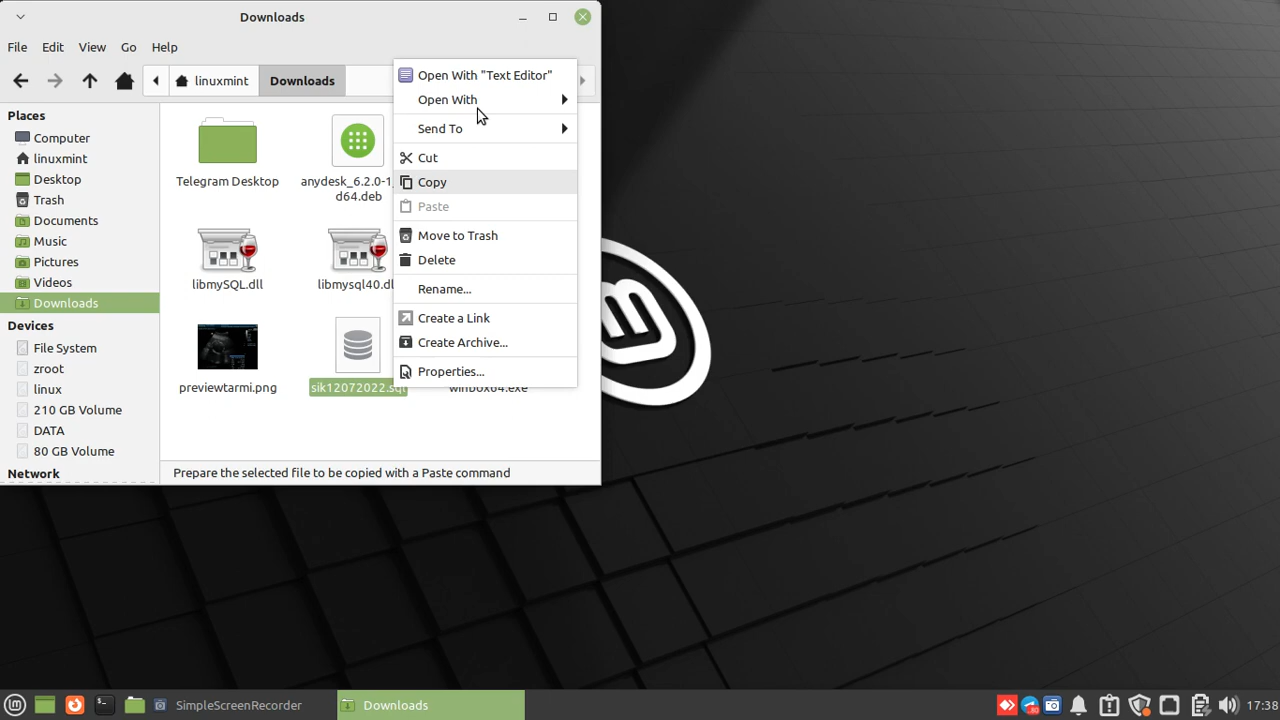 Downloads
File Edit View Go Help
linuxmint Downloads
Places
Computer
linuxmint
Desktop
Trash
Documents
Music
Pictures
Videos
Downloads
Devices
File System
zroot
linux
210 GB Volume
DATA
80 GB Volume
Network
Telegram Desktop
anydesk_6.2.0-1_
d64.deb
libmySQL.dll
libmysql40.dl
previewtarmi.png
sik12072022.sql
winbox64.exe
Open With "Text Editor"
Open With
Send To
Cut
Copy
Paste
Move to Trash
Delete
Rename...
Create a Link
Create Archive...
Properties...
Prepare the selected file to be copied with a Paste command
SimpleScreenRecorder
Downloads
17:38